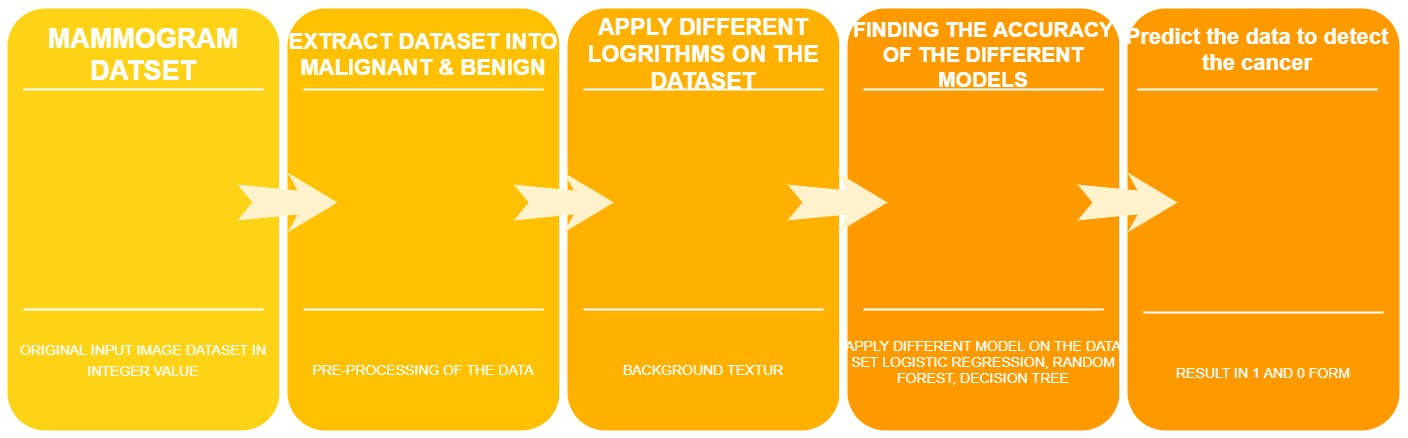 MAMMOGRAM
DATSET
EXTRACT DATASET INTO
MALIGNANT & BENIGN
APPLY DIFFERENT
LOGRITHMS ON THE
DATASET
FINDING THE ACCURACY
OF THE DIFFERENT
MODELS
Predict the data to detect
the cancer
ORIGINAL INPUT IMAGE DATASET IN
INTEGER VALUE
PRE-PROCESSING OF THE DATA
BACKGROUND TEXTUR
APPLY DIFFERENT MODEL ON THE DATA
SET LOGISTIC REGRESSION, RANDOM
FOREST, DECISION TREE
RESULT IN 1 AND 0 FORM